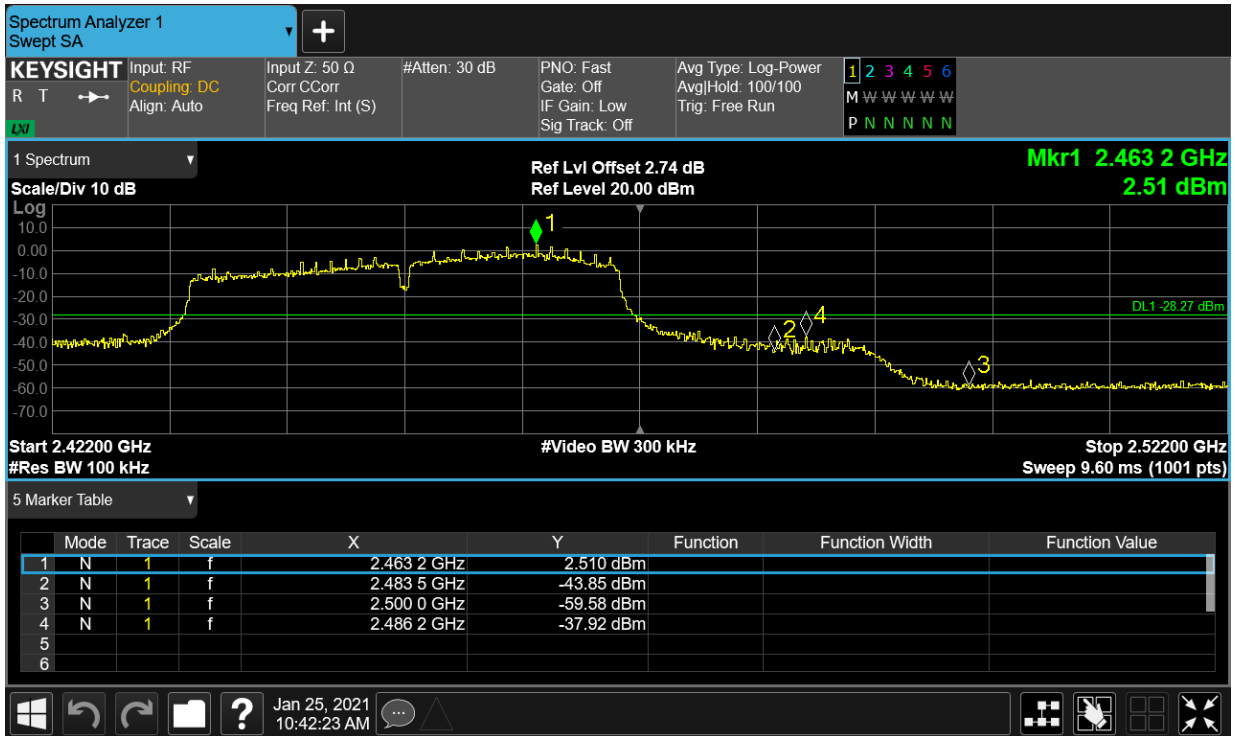 Spectrum Analyzer 1
Swept SA
+
KEYSIGHT Input: RF Input Z: 50 Ω #Atten: 30 dB PNO: Fast Avg Type: Log-Power 1 2 3 4 5 6
R T Coupling: DC Corr CCorr Gate: Off Avg|Hold: 100/100 M W W W W W
Align: Auto Freq Ref: Int (S) IF Gain: Low Trig: Free Run
LXI Sig Track: Off P N N N N N
1 Spectrum Ref Lvl Offset 2.74 dB Mkr1 2.463 2 GHz
Scale/Div 10 dB Ref Level 20.00 dBm 2.51 dBm
Log
10.0
1
0.00
-10.0
-20.0
DL1 -28.27 dBm
-30.0
4
2
-40.0
-50.0
3
-60.0
-70.0
Start 2.42200 GHz #Video BW 300 kHz Stop 2.52200 GHz
#Res BW 100 kHz Sweep 9.60 ms (1001 pts)
5 Marker Table
Mode Trace Scale X Y Function Function Width Function Value
1 N 1 f 2.463 2 GHz 2.510 dBm
2 N 1 f 2.483 5 GHz -43.85 dBm
3 N 1 f 2.500 0 GHz -59.58 dBm
4 N 1 f 2.486 2 GHz -37.92 dBm
5
6
? Jan 25, 2021
10:42:23 AM